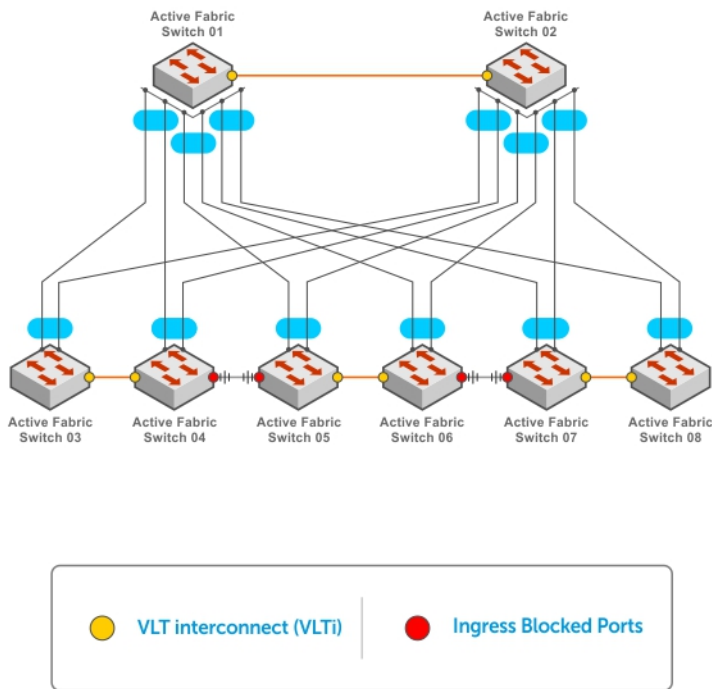 Active Fabric
Switch 01
Active Fabric
Switch 02
Active Fabric
Switch 03
Active Fabric
Switch 04
Active Fabric
Switch 05
Active Fabric
Switch 06
Active Fabric
Switch 07
Active Fabric
Switch 08
VLT interconnect (VLTi)
Ingress Blocked Ports